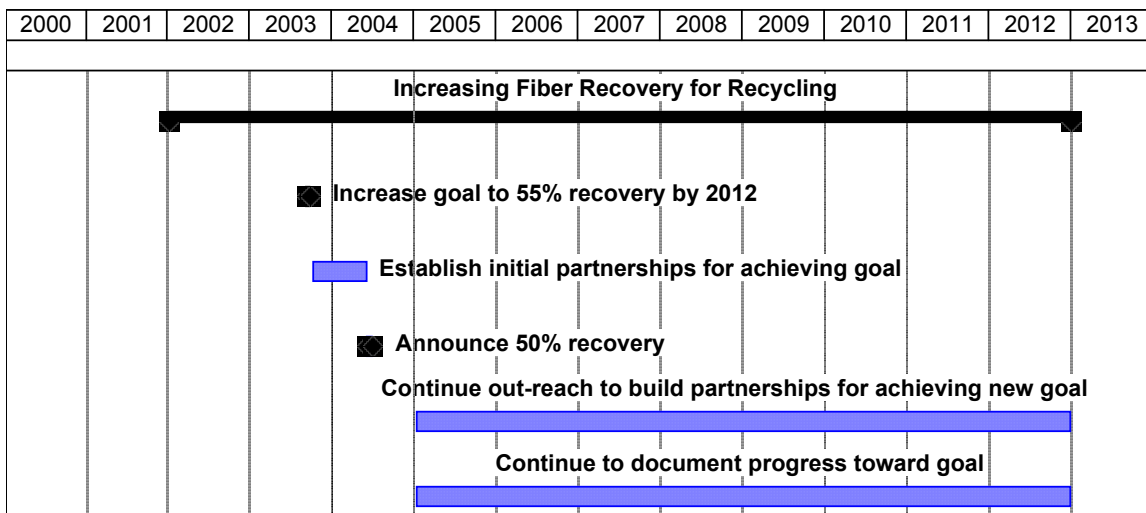 2000 2001 2002 2003 2004 2005 2006 2007 2008 2009 2010 2011 2012 2013
Increasing Fiber Recovery for Recycling
Increase goal to 55% recovery by 2012
Establish initial partnerships for achieving goal
Announce 50% recovery
Continue out-reach to build partnerships for achieving new goal
Continue to document progress toward goal